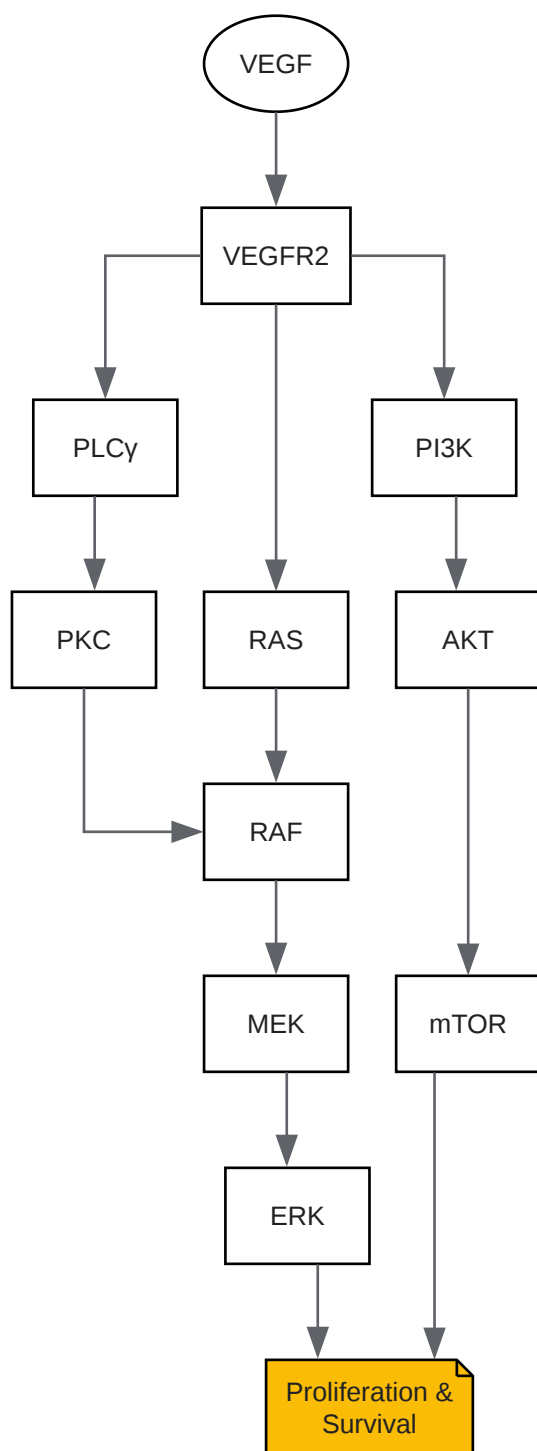 VEGF
VEGFR2
PLCγ
PI3K
PKC
RAS
AKT
RAF
MEK
mTOR
ERK
Proliferation &
Survival